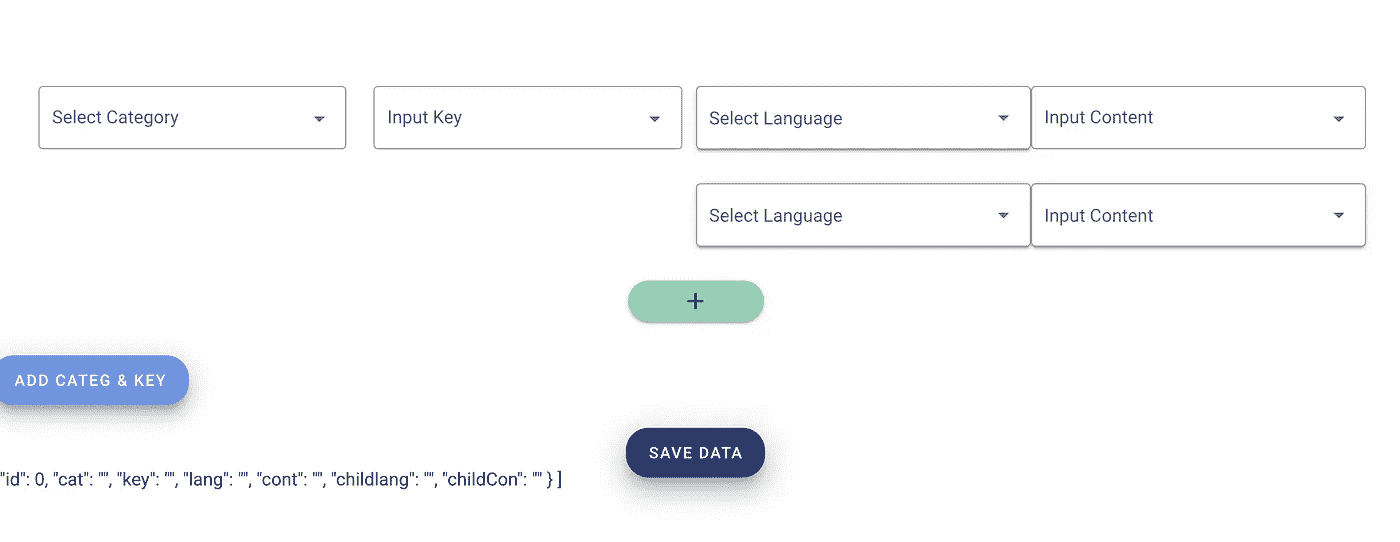 Select Category Input Key Select Language Input Content
Select Language Input Content
+
ADD CATEG & KEY
SAVE DATA
"id": 0, "cat": "", "key": "", "lang": "", "cont": "", "childlang": "", "childCon": "" } ]